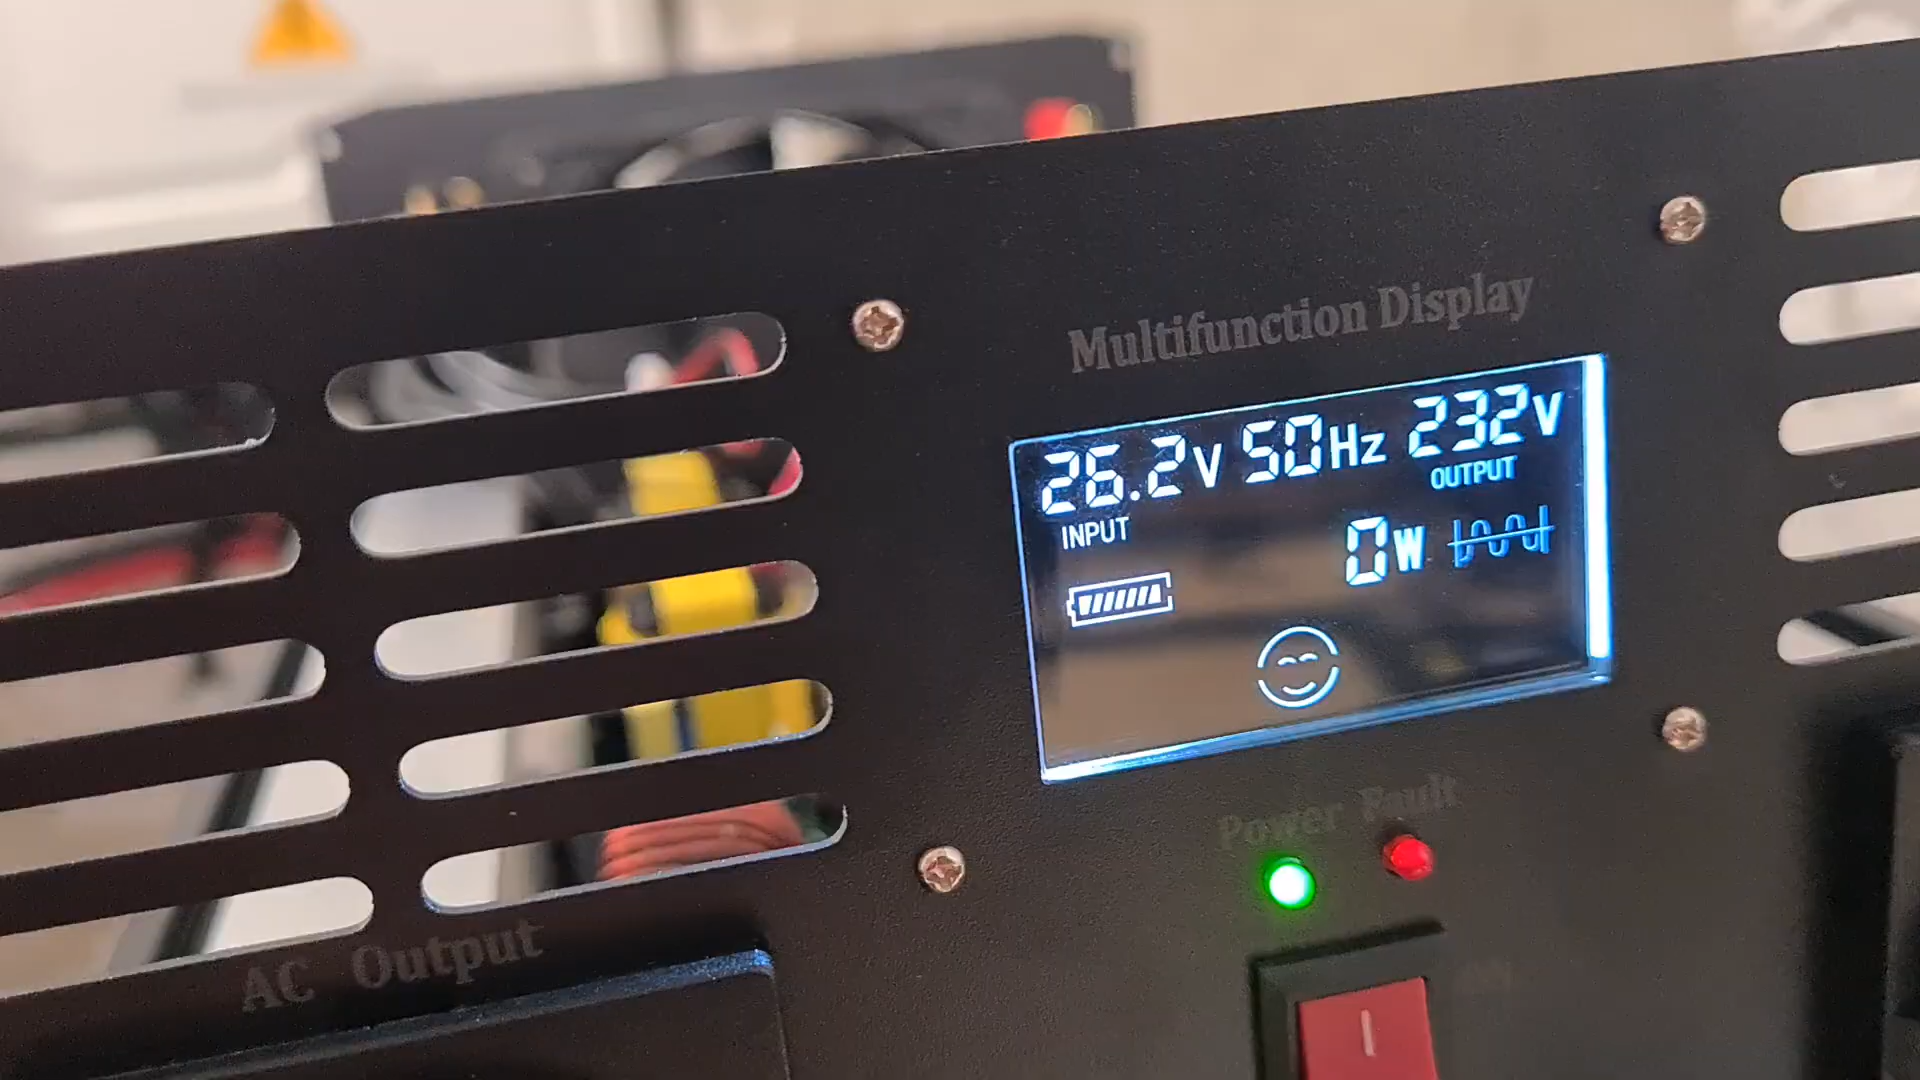 Multifunction Display
26.2V 50Hz 232V
INPUT OUTPUT
0W
Power Fault
AC Output